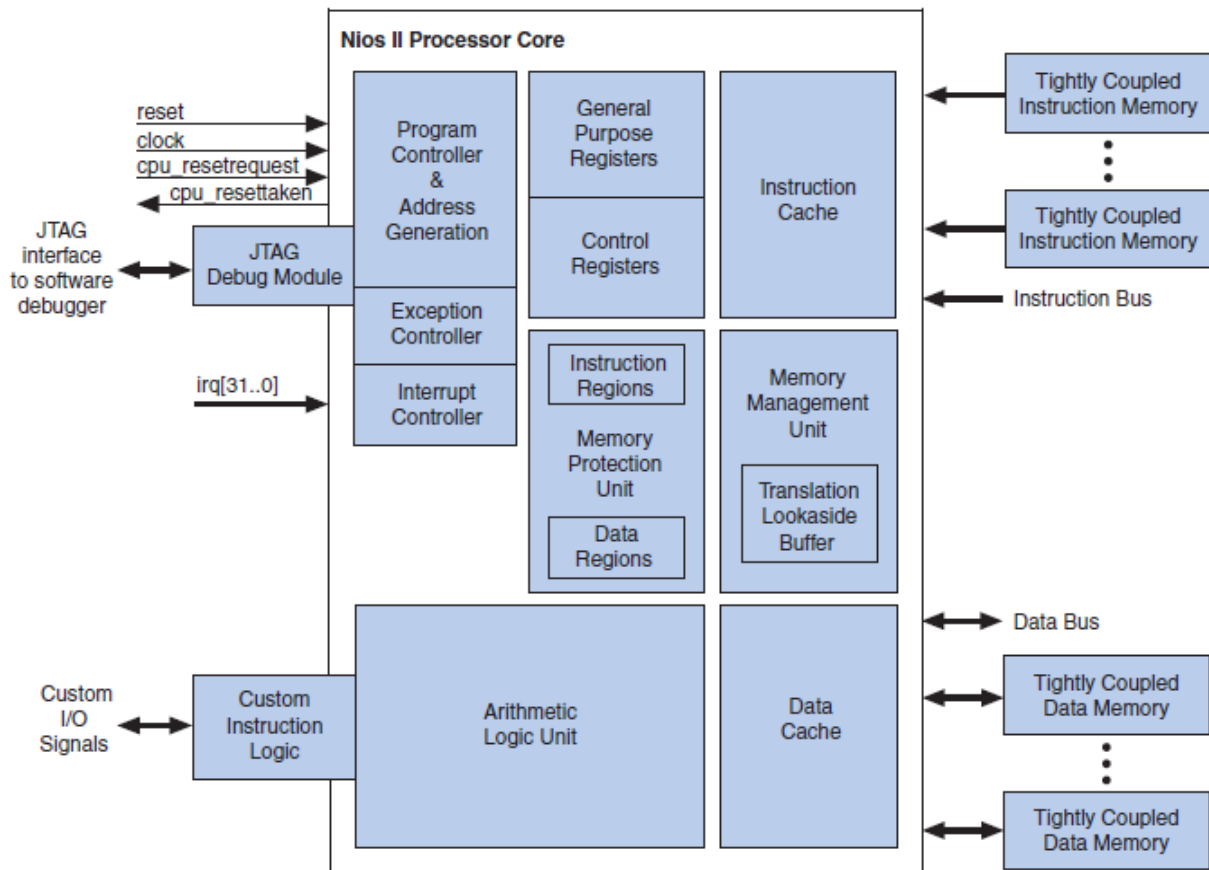 Nios II Processor Core
reset
clock
cpu_resetrequest
cpu_resettaken
JTAG
interface
to software
debugger
JTAG
Debug Module
irq[31..0]
Program
Controller
&
Address
Generation
Exception
Controller
Interrupt
Controller
General
Purpose
Registers
Control
Registers
Instruction
Cache
Instruction
Regions
Memory
Protection
Unit
Data
Regions
Memory
Management
Unit
Translation
Lookaside
Buffer
Tightly Coupled
Instruction Memory
Tightly Coupled
Instruction Memory
Instruction Bus
Custom
I/O
Signals
Custom
Instruction
Logic
Arithmetic
Logic Unit
Data
Cache
Data Bus
Tightly Coupled
Data Memory
Tightly Coupled
Data Memory